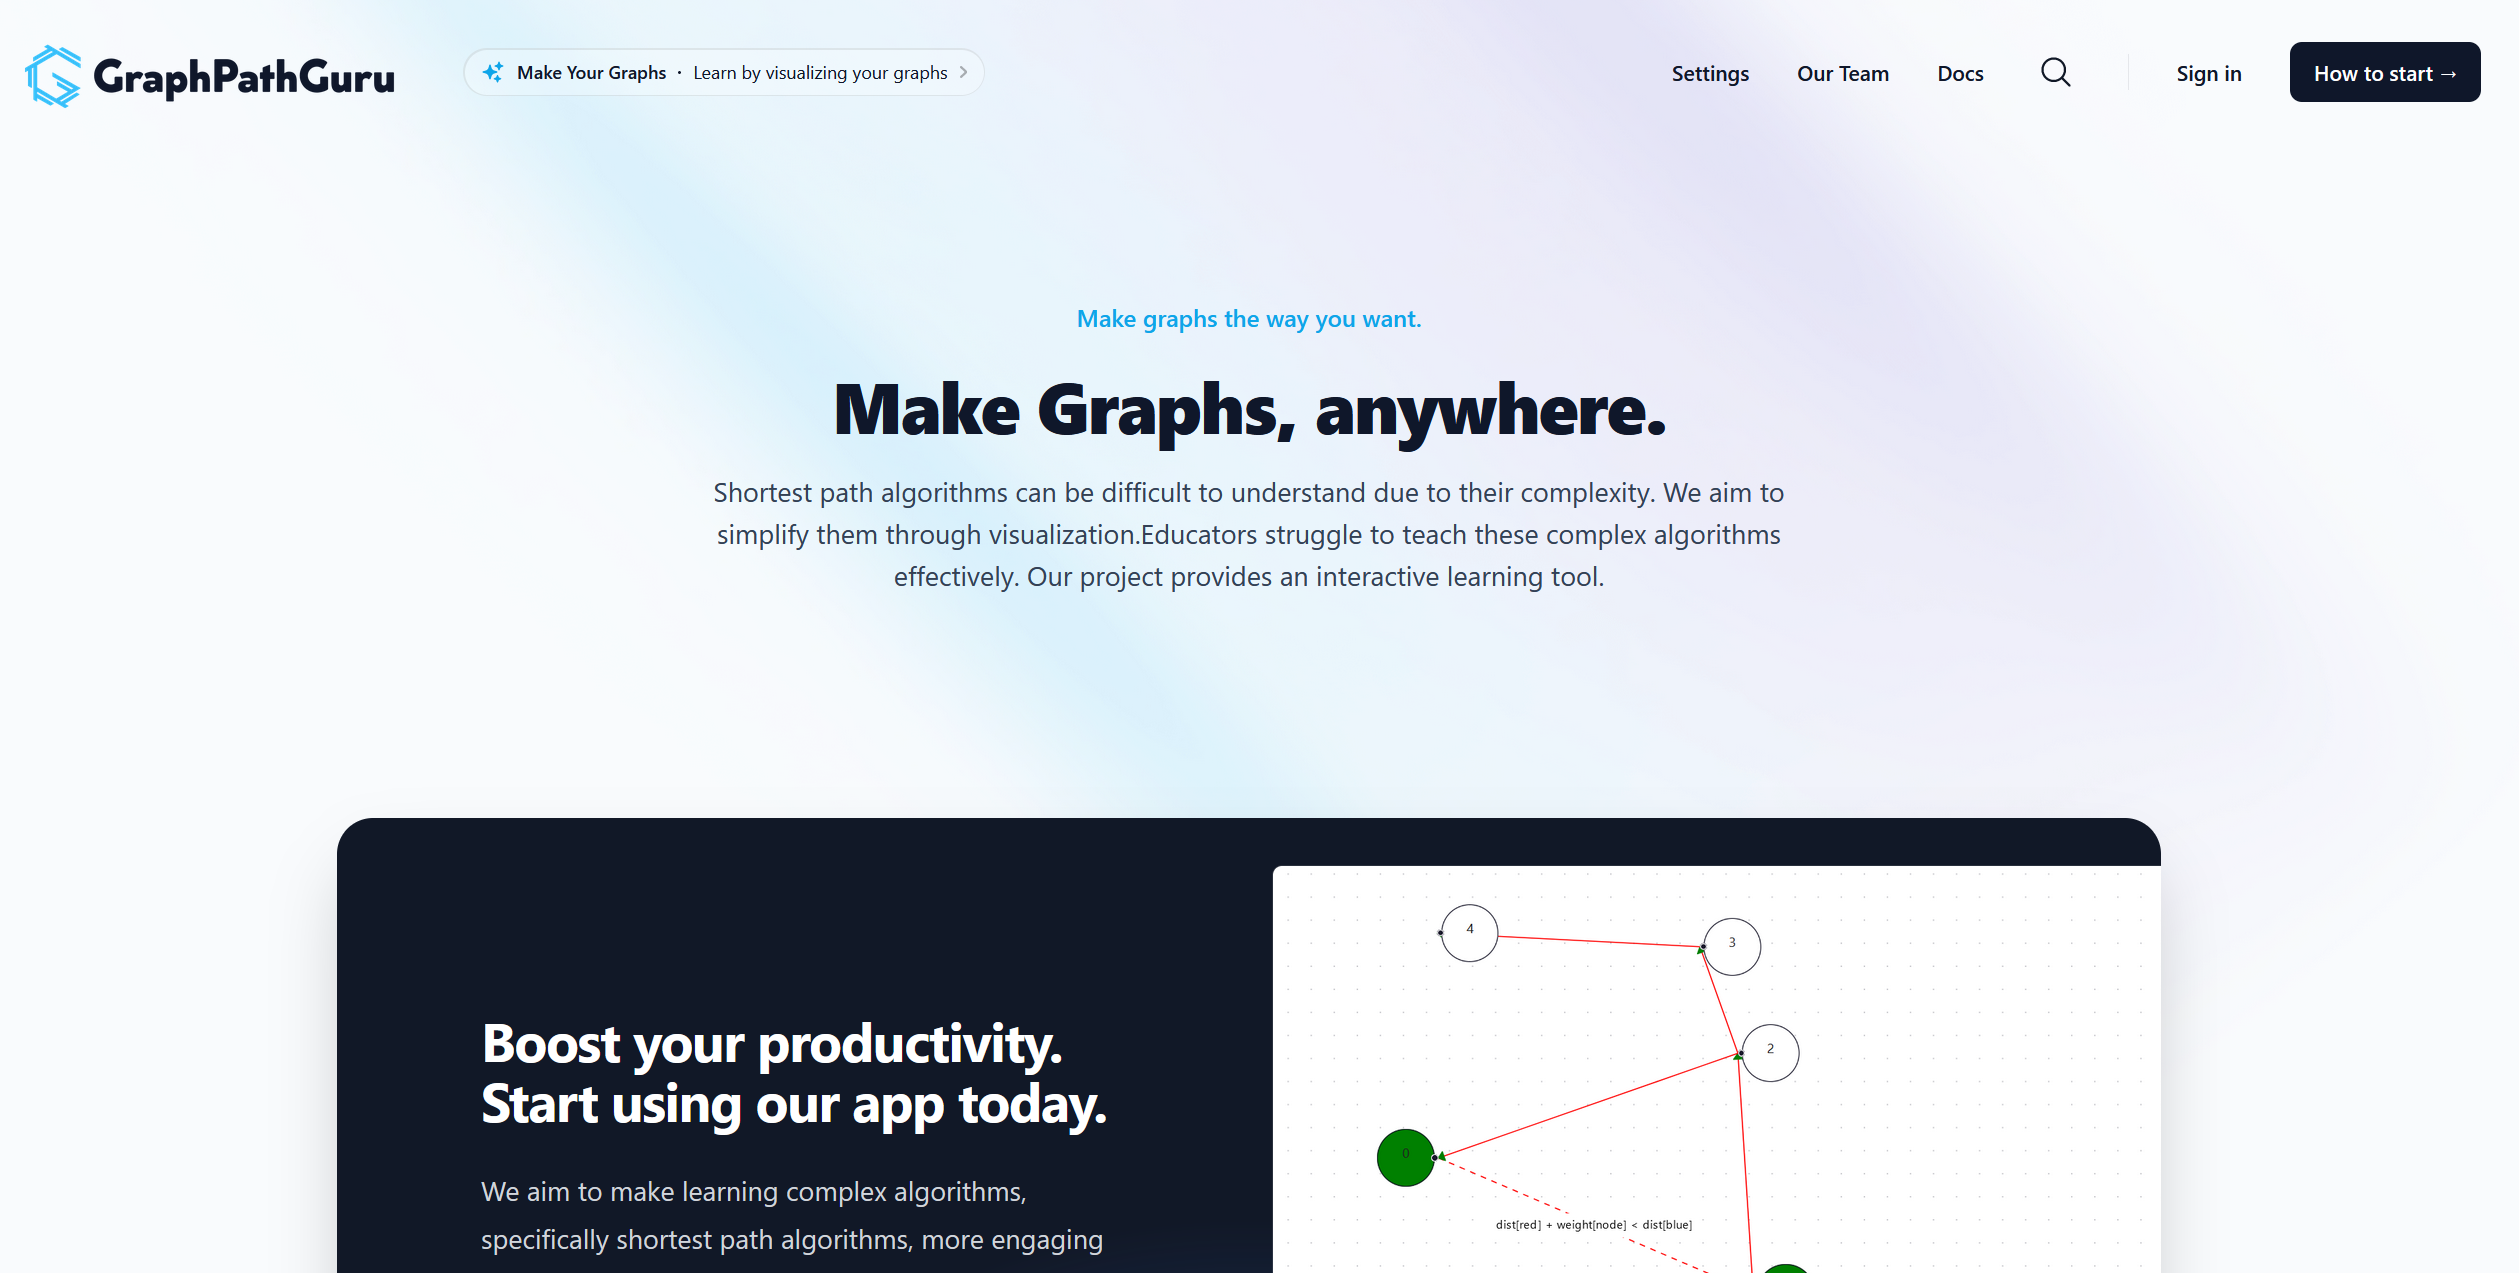 GraphPathGuru
Make Your Graphs · Learn by visualizing your graphs
Settings
Our Team
Docs
Sign in
How to start →
Make graphs the way you want.
Make Graphs, anywhere.
Shortest path algorithms can be difficult to understand due to their complexity. We aim to
simplify them through visualization.Educators struggle to teach these complex algorithms
effectively. Our project provides an interactive learning tool.
Boost your productivity.
Start using our app today.
We aim to make learning complex algorithms,
specifically shortest path algorithms, more engaging
4
3
2
0
dist[red] + weight[node] < dist[blue]